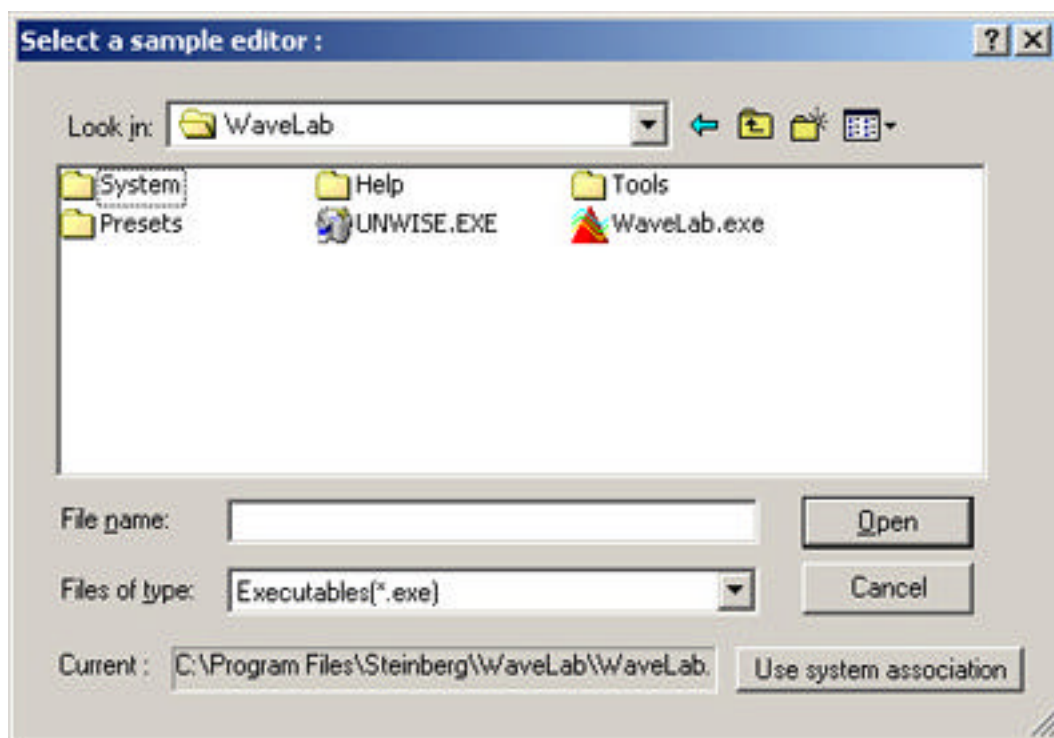 Select a sample editor :
Look in: WaveLab
System Help Tools
Presets UNWISE.EXE WaveLab.exe
File name: Open
Files of type: Executables(*.exe) Cancel
Current : C:\Program Files\Steinberg\WaveLab\WaveLab. Use system association